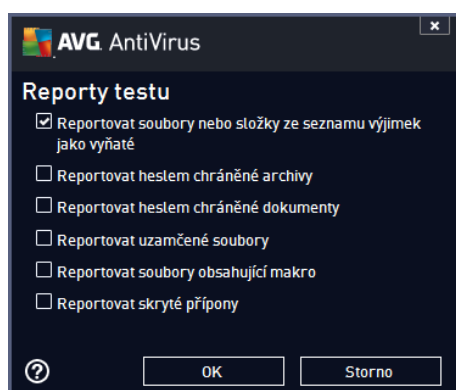 AVG. AntiVirus
x
Reporty testu
Reportovat soubory nebo složky ze seznamu výjimek
jako vyňaté
Reportovat heslem chráněné archivy
Reportovat heslem chráněné dokumenty
Reportovat uzamčené soubory
Reportovat soubory obsahující makro
Reportovat skryté přípony
?
OK
Storno